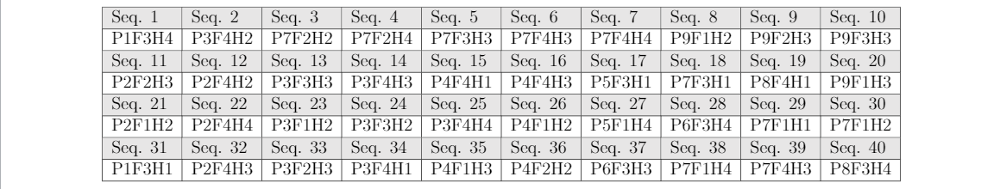 Seq. 1 Seq. 2 Seq. 3 Seq. 4 Seq. 5 Seq. 6 Seq. 7 Seq. 8 Seq. 9 Seq. 10
P1F3H4 P3F4H2 P7F2H2 P7F2H4 P7F3H3 P7F4H3 P7F4H4 P9F1H2 P9F2H3 P9F3H3
Seq. 11 Seq. 12 Seq. 13 Seq. 14 Seq. 15 Seq. 16 Seq. 17 Seq. 18 Seq. 19 Seq. 20
P2F2H3 P2F4H2 P3F3H3 P3F4H3 P4F4H1 P4F4H3 P5F3H1 P7F3H1 P8F4H1 P9F1H3
Seq. 21 Seq. 22 Seq. 23 Seq. 24 Seq. 25 Seq. 26 Seq. 27 Seq. 28 Seq. 29 Seq. 30
P2F1H2 P2F4H4 P3F1H2 P3F3H2 P3F4H4 P4F1H2 P5F1H4 P6F3H4 P7F1H1 P7F1H2
Seq. 31 Seq. 32 Seq. 33 Seq. 34 Seq. 35 Seq. 36 Seq. 37 Seq. 38 Seq. 39 Seq. 40
P1F3H1 P2F4H3 P3F2H3 P3F4H1 P4F1H3 P4F2H2 P6F3H3 P7F1H4 P7F4H3 P8F3H4